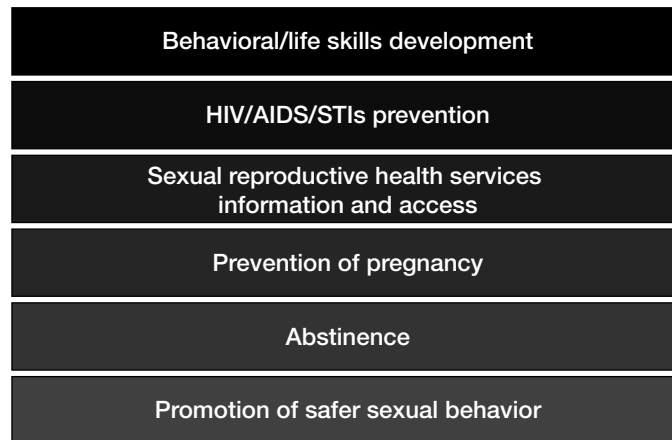 Behavioral/life skills development
HIV/AIDS/STIs prevention
Sexual reproductive health services
information and access
Prevention of pregnancy
Abstinence
Promotion of safer sexual behavior